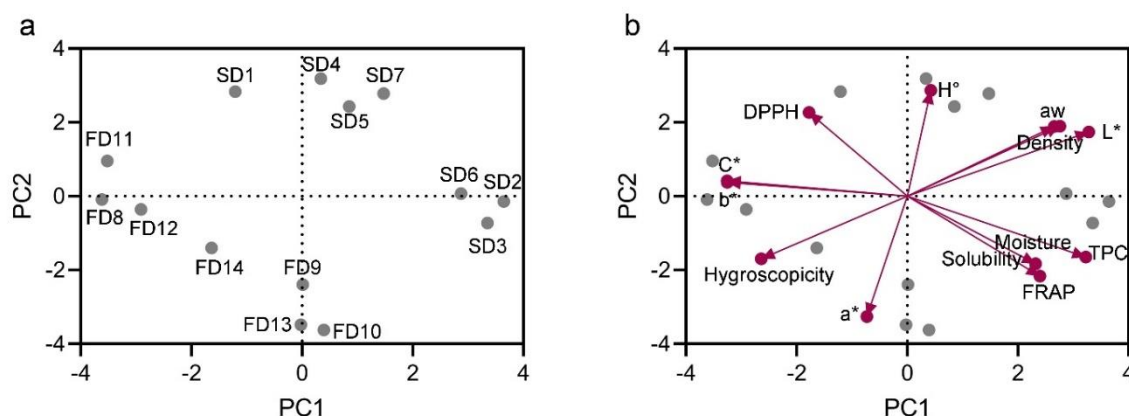 a
4
2
0
-2
-4
PC2
SD1
SD4
SD7
SD5
FD11
SD6
SD2
FD8
FD12
SD3
FD14
FD9
FD13
FD10
-4
-2
0
2
4
PC1
b
4
2
0
-2
-4
H°
DPPH
aw
Density
L*
C*
b*
Moisture
Solubility
TPC
Hygroscopicity
FRAP
a*
-4
-2
0
2
4
PC1